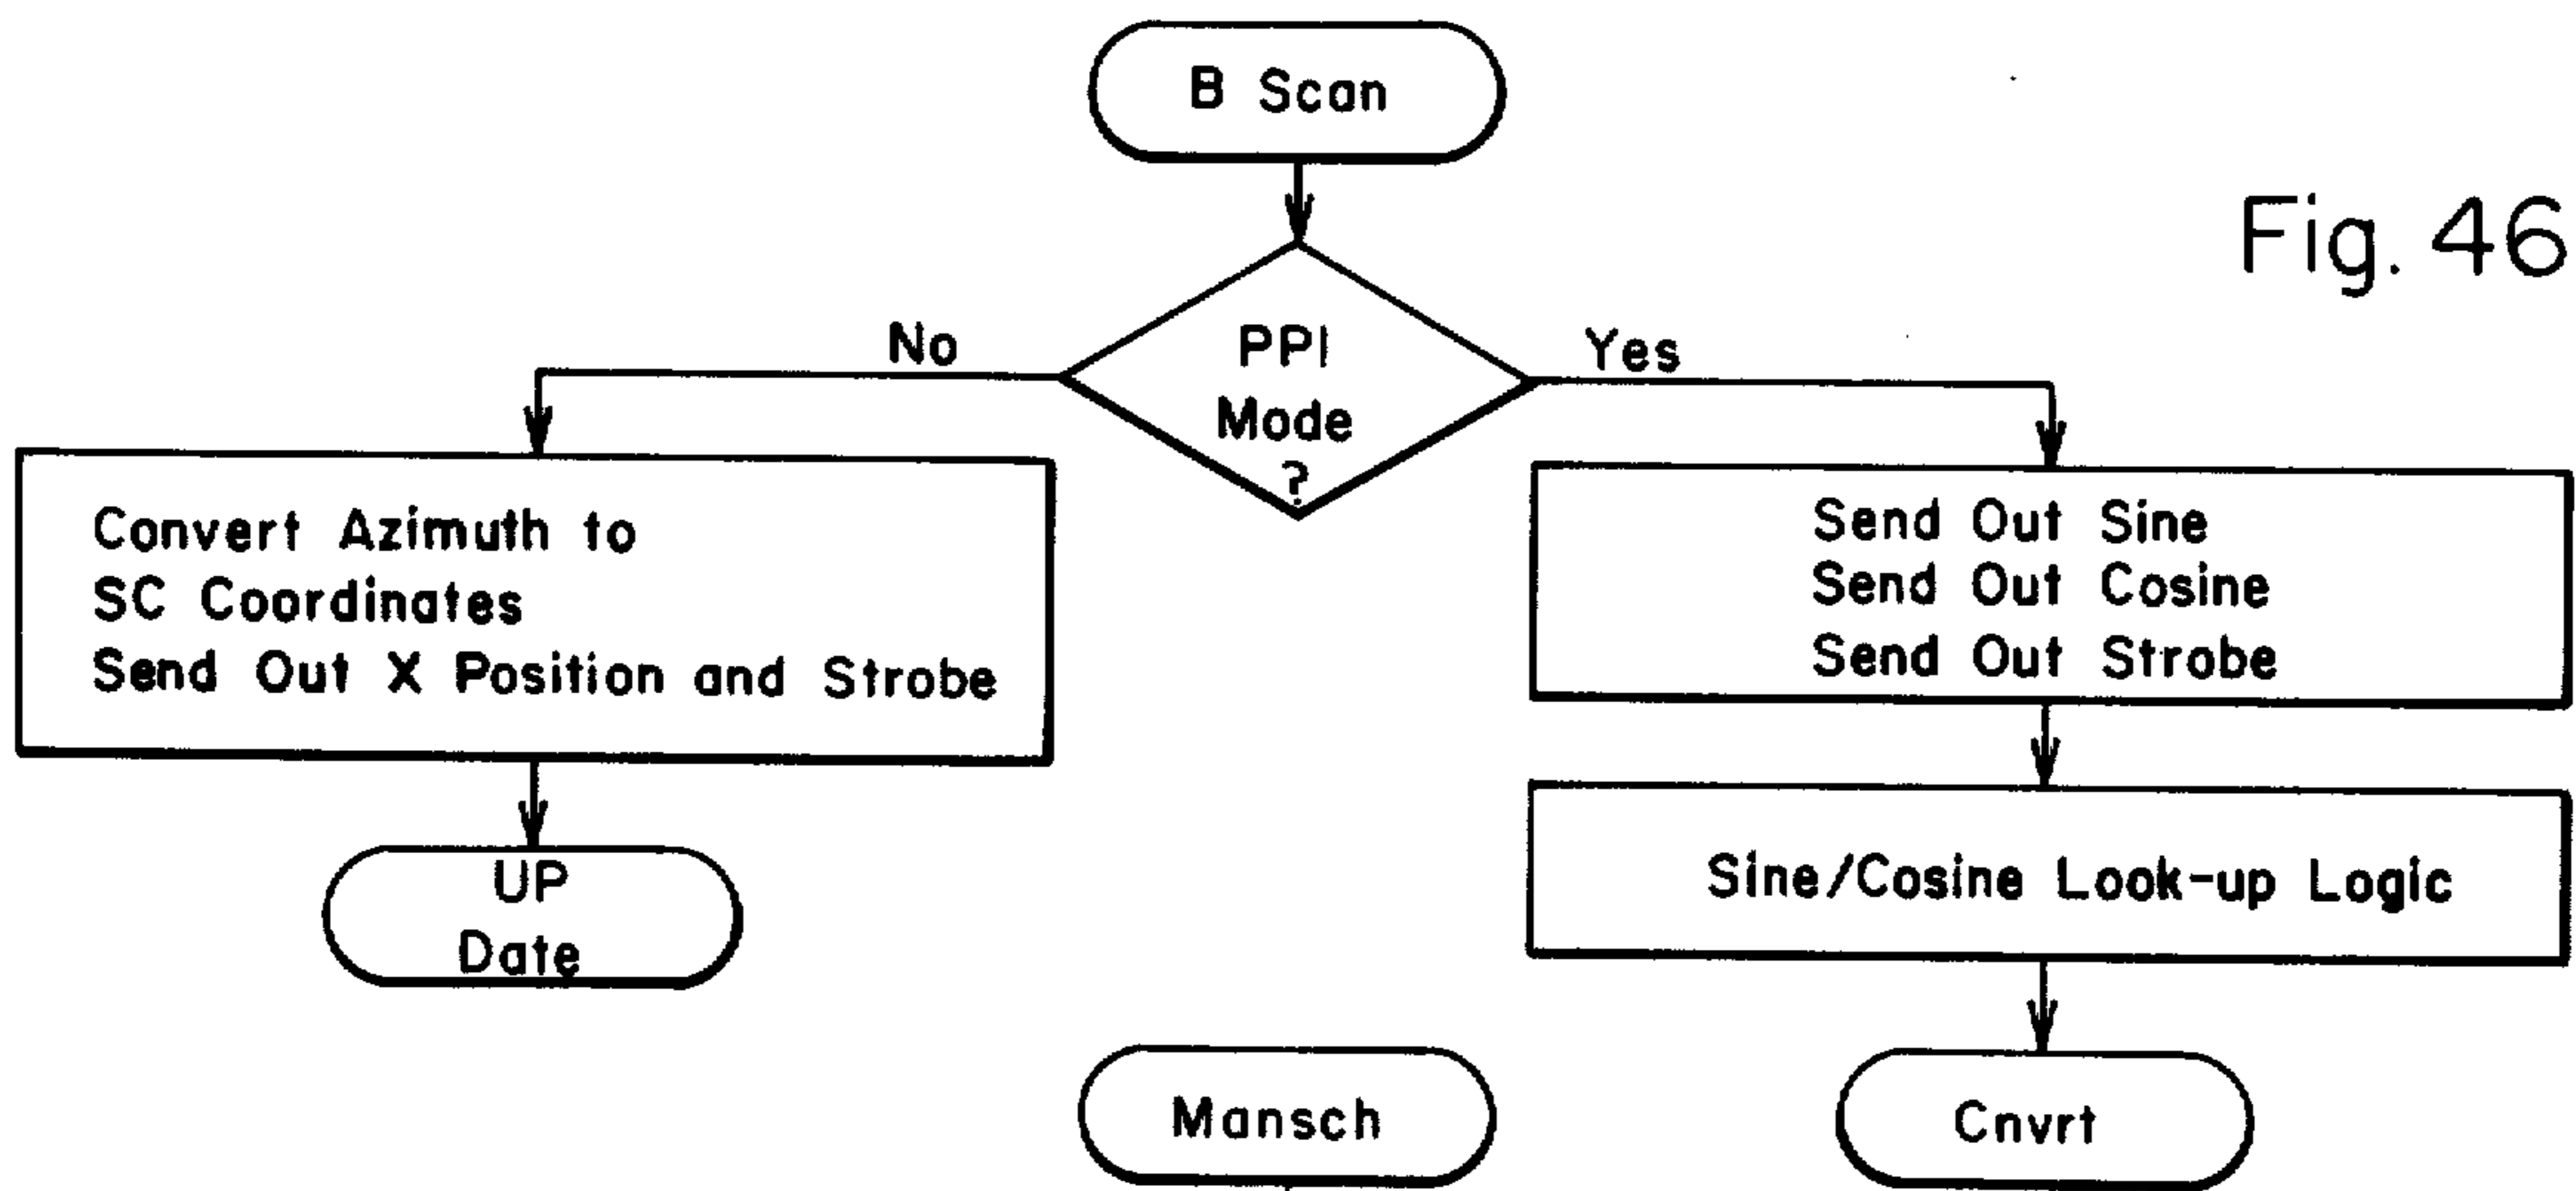 B Scan
Fig. 46
PPI
Mode
?
No
Yes
Convert Azimuth to
SC Coordinates
Send Out X Position and Strobe
UP
Date
Send Out Sine
Send Out Cosine
Send Out Strobe
Sine/Cosine Look-up Logic
Cnvrt
Mansch